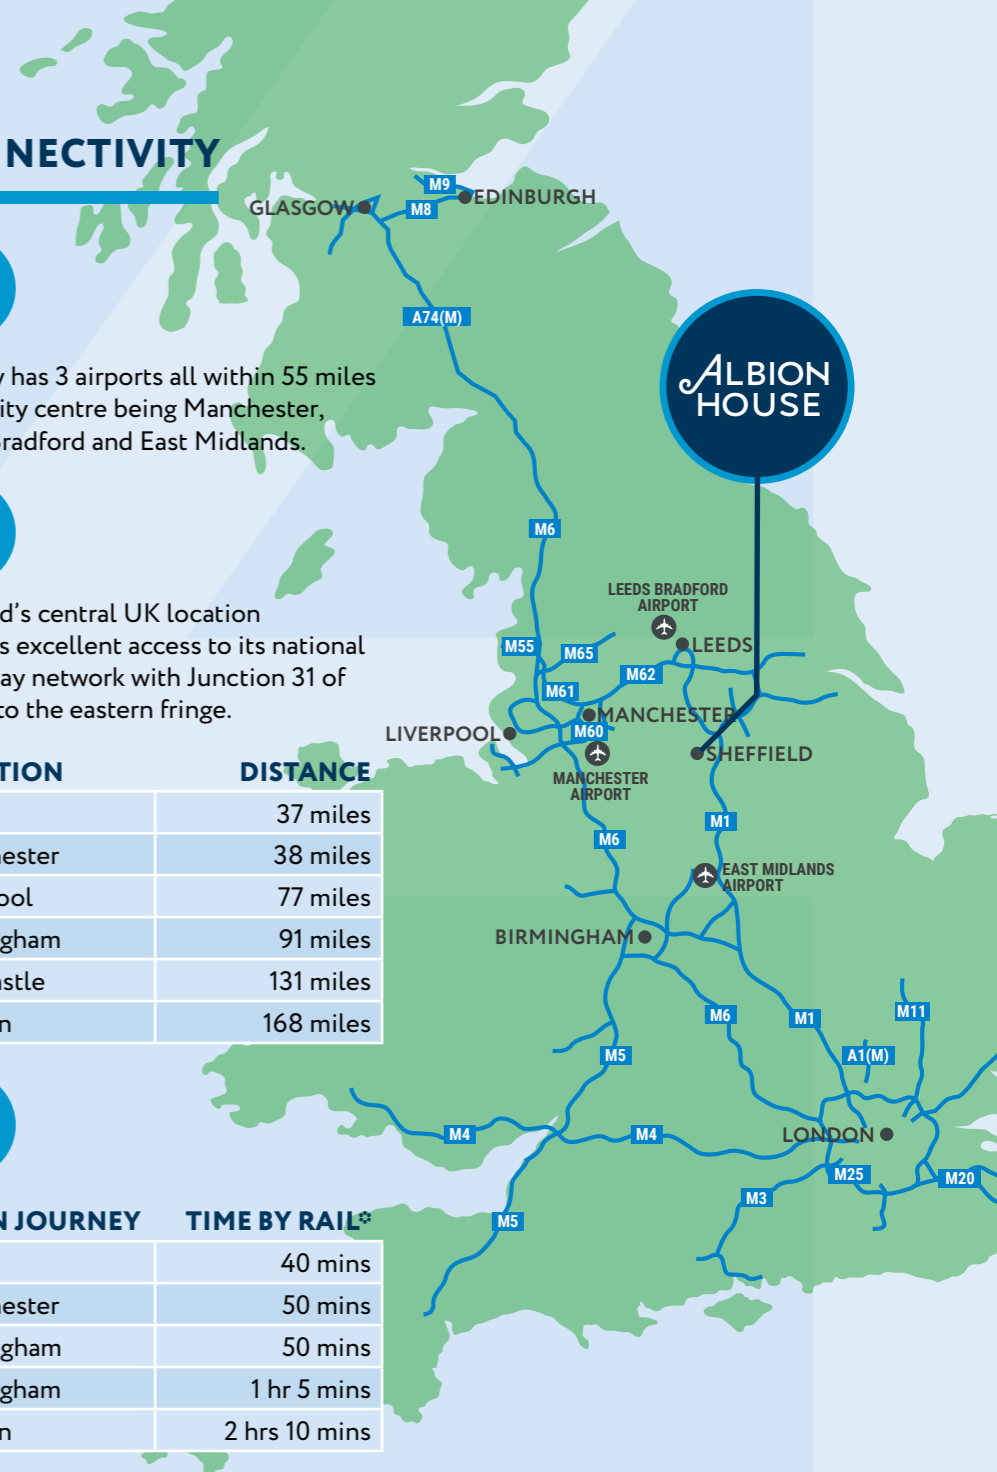 NECTIVITY
has 3 airports all within 55 miles
ity centre being Manchester,
radford and East Midlands.
d's central UK location
s excellent access to its national
ay network with Junction 31 of
to the eastern fringe.
TION DISTANCE
37 miles
ester 38 miles
ool 77 miles
gham 91 miles
stle 131 miles
n 168 miles
N JOURNEY TIME BY RAIL*
40 mins
ester 50 mins
gham 50 mins
gham 1 hr 5 mins
n 2 hrs 10 mins
M9
EDINBURGH
GLASGOW
M8
A74(M)
ALBION
HOUSE
M6
LEEDS BRADFORD
AIRPORT
M55
LEEDS
M65
M62
M61
MANCHESTER
M60
LIVERPOOL
SHEFFIELD
MANCHESTER
AIRPORT
M1
M6
EAST MIDLANDS
AIRPORT
BIRMINGHAM
M6
M1
M11
M5
A1(M)
M4
M4
LONDON
M25
M20
M3
M5